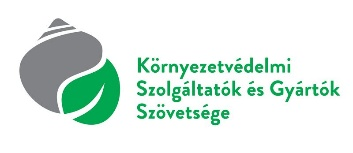 Környezetvédelmi
Szolgáltatók és Gyártók
Szövetsége